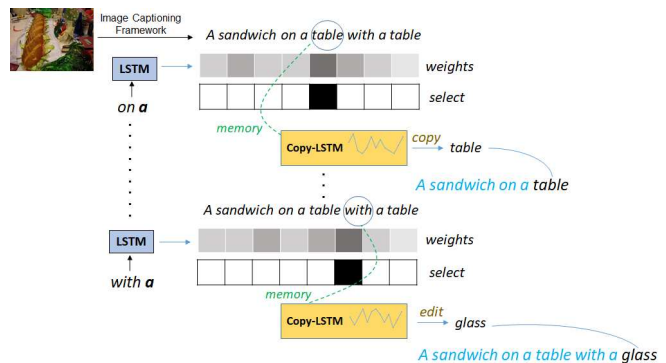 Image Captioning
Framework
A sandwich on a table with a table
LSTM
weights
on a
select
memory
Copy-LSTM
copy
table
A sandwich on a table
A sandwich on a table with a table
LSTM
weights
with a
select
memory
Copy-LSTM
edit
glass
A sandwich on a table with a glass